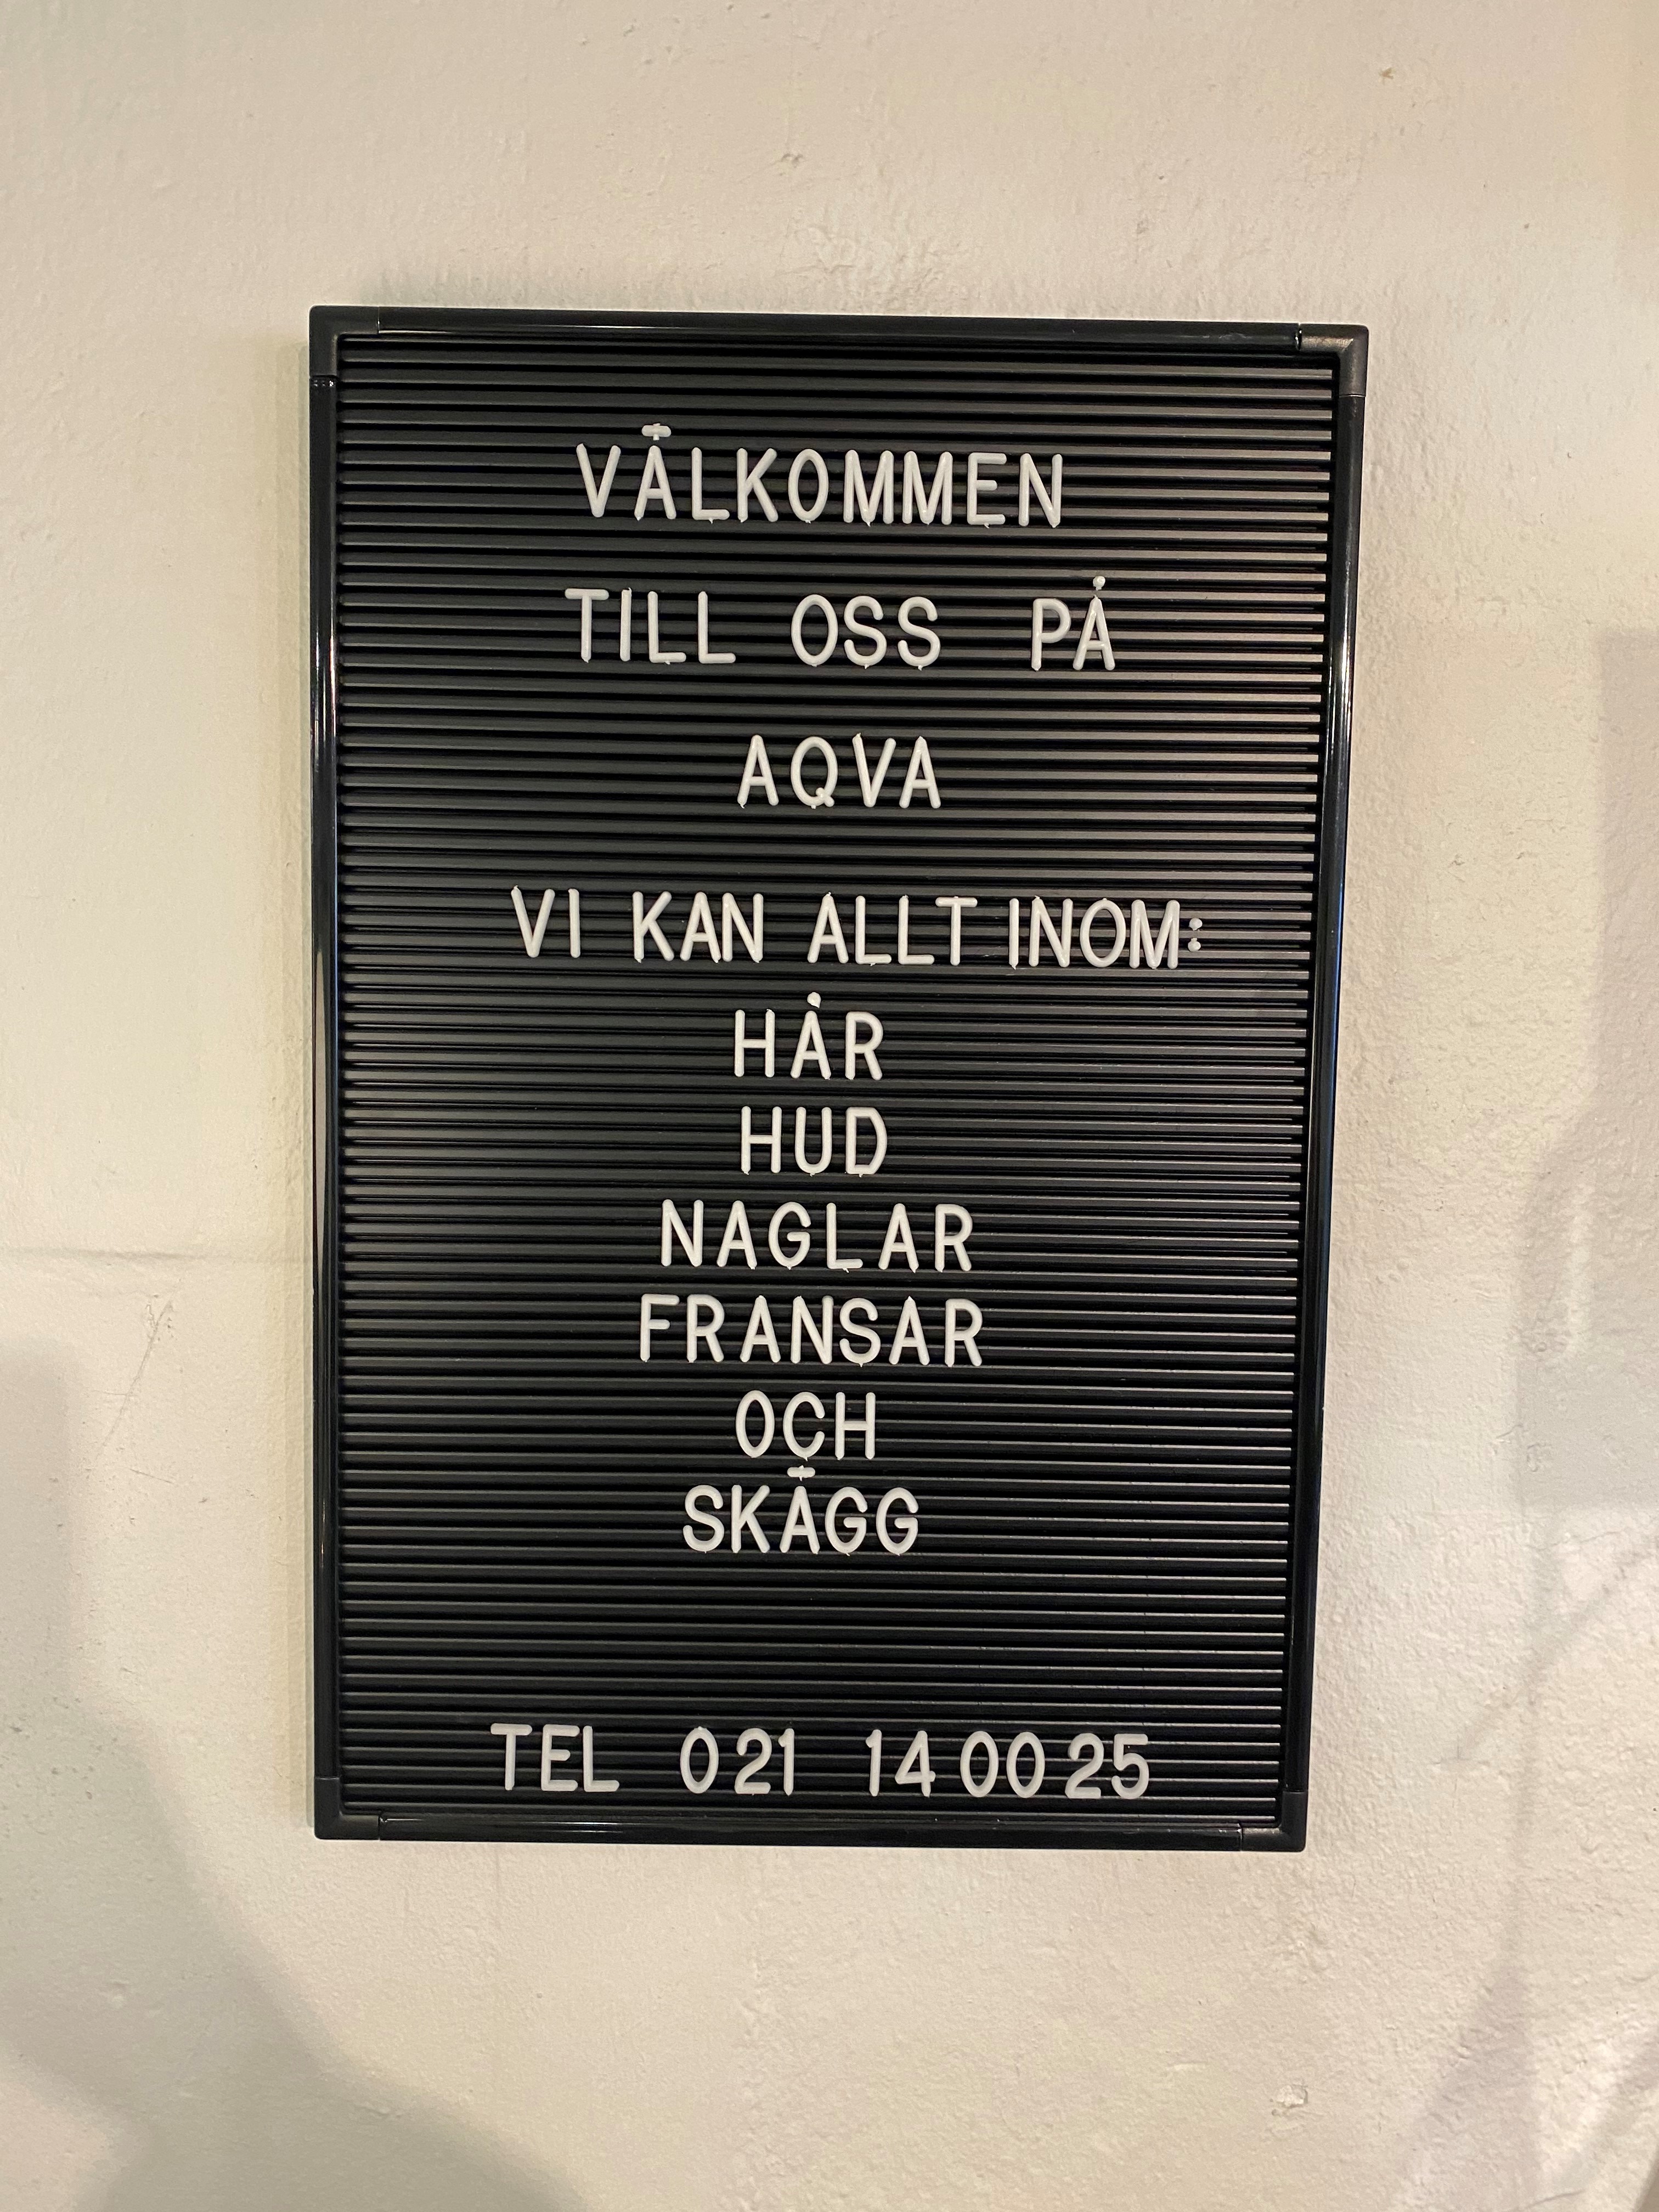 VÄLKOMMEN
TILL OSS PÅ
AQVA
VI KAN ALLT INOM:
HÅR
HUD
NAGLAR
FRANSAR
OCH
SKÄGG
TEL 021 14 00 25